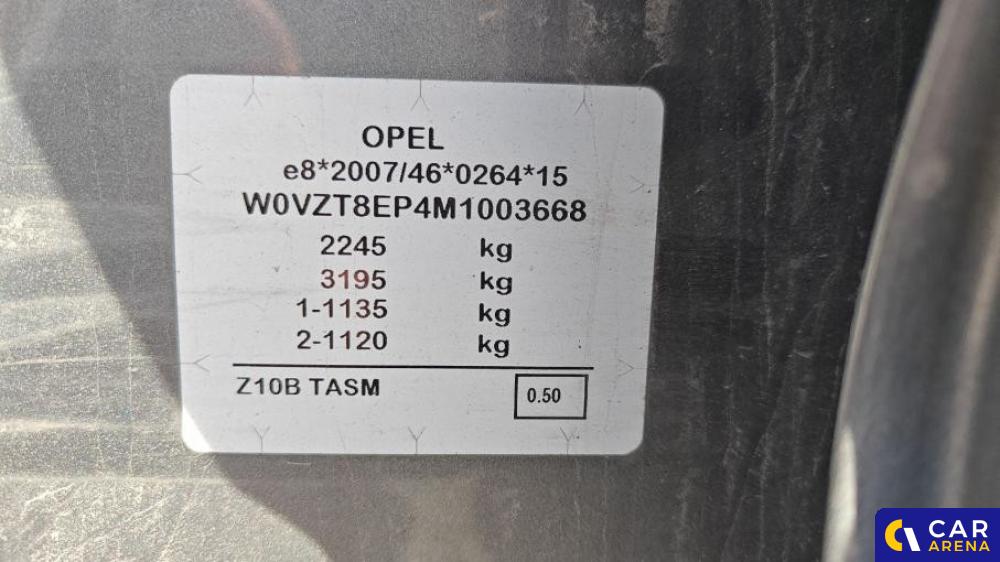 OPEL
e8*2007/46*0264*15
W0VZT8EP4M1003668
2245 kg
3195 kg
1-1135 kg
2-1120 kg
Z10B TASM
0.50
CAR
ARENA